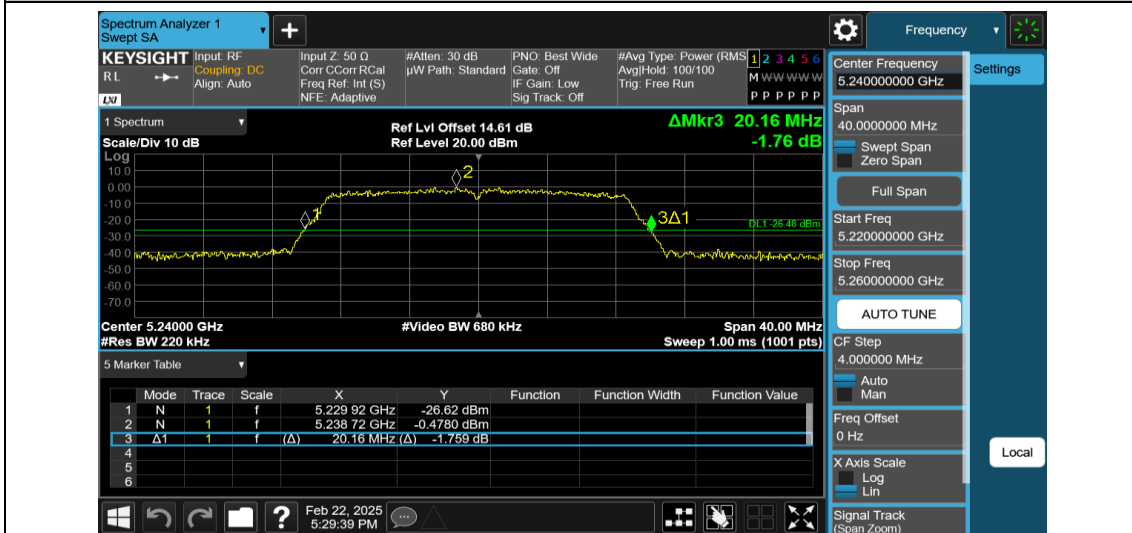 Spectrum Analyzer 1
Swept SA
+
Frequency
KEYSIGHT
RL
LXI
Input: RF
Coupling: DC
Align: Auto
Input Z: 50 Ω
Corr CCorr RCal
Freq Ref: Int (S)
NFE: Adaptive
#Atten: 30 dB
µW Path: Standard
PNO: Best Wide
Gate: Off
IF Gain: Low
Sig Track: Off
#Avg Type: Power (RMS
Avg|Hold: 100/100
Trig: Free Run
1 2 3 4 5 6
M W W W W W
P P P P P P
Center Frequency
5.240000000 GHz
Settings
Span
40.0000000 MHz
Swept Span
Zero Span
Full Span
Start Freq
5.220000000 GHz
Stop Freq
5.260000000 GHz
AUTO TUNE
CF Step
4.000000 MHz
Auto
Man
Freq Offset
0 Hz
X Axis Scale
Log
Lin
Signal Track
(Span Zoom)
Local
1 Spectrum
Scale/Div 10 dB
Ref Lvl Offset 14.61 dB
Ref Level 20.00 dBm
ΔMkr3 20.16 MHz
-1.76 dB
Log
10.0
0.00
-10.0
-20.0
-30.0
-40.0
-50.0
-60.0
-70.0
1
2
3Δ1
DL1 -26.48 dBm
Center 5.24000 GHz
#Res BW 220 kHz
#Video BW 680 kHz
Span 40.00 MHz
Sweep 1.00 ms (1001 pts)
5 Marker Table
Mode Trace Scale X Y Function Function Width Function Value
1 N 1 f 5.229 92 GHz -26.62 dBm
2 N 1 f 5.238 72 GHz -0.4780 dBm
3 Δ1 1 f (Δ) 20.16 MHz (Δ) -1.759 dB
4
5
6
?
Feb 22, 2025
5:29:39 PM